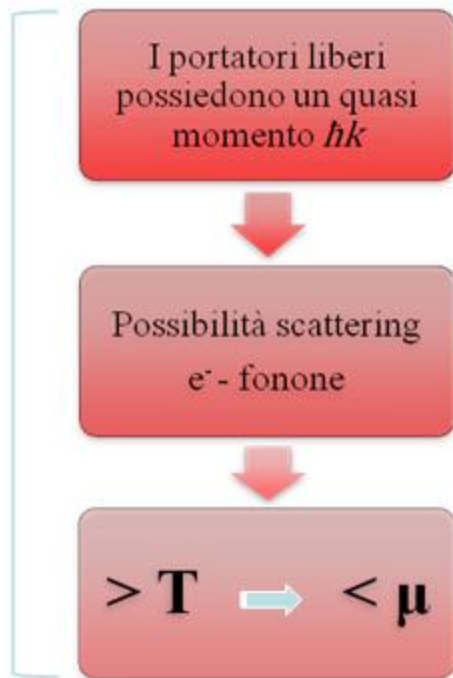 I portatori liberi
possiedono un quasi
momento ℏk
Possibilità scattering
e⁻ - fonone
> T < μ